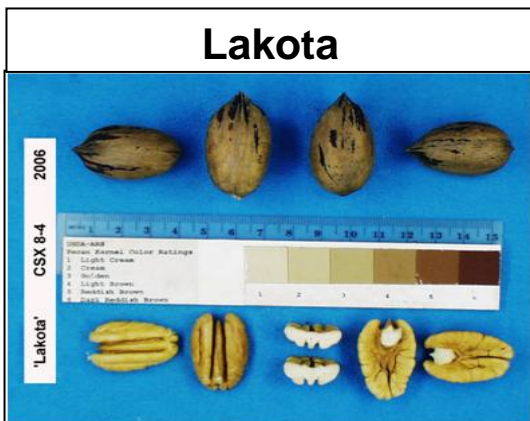 Lakota
'Lakota' CSX 8-4 2006
1 2 3 4 5 6 7 8 9 10 11 12 13 14 15
USDA-ARS
Pecan Kernel Color Ratings
1 Light Cream
2 Cream
3 Golden
4 Light Brown
5 Reddish Brown
6 Dark Reddish Brown
1 2 3 4 5